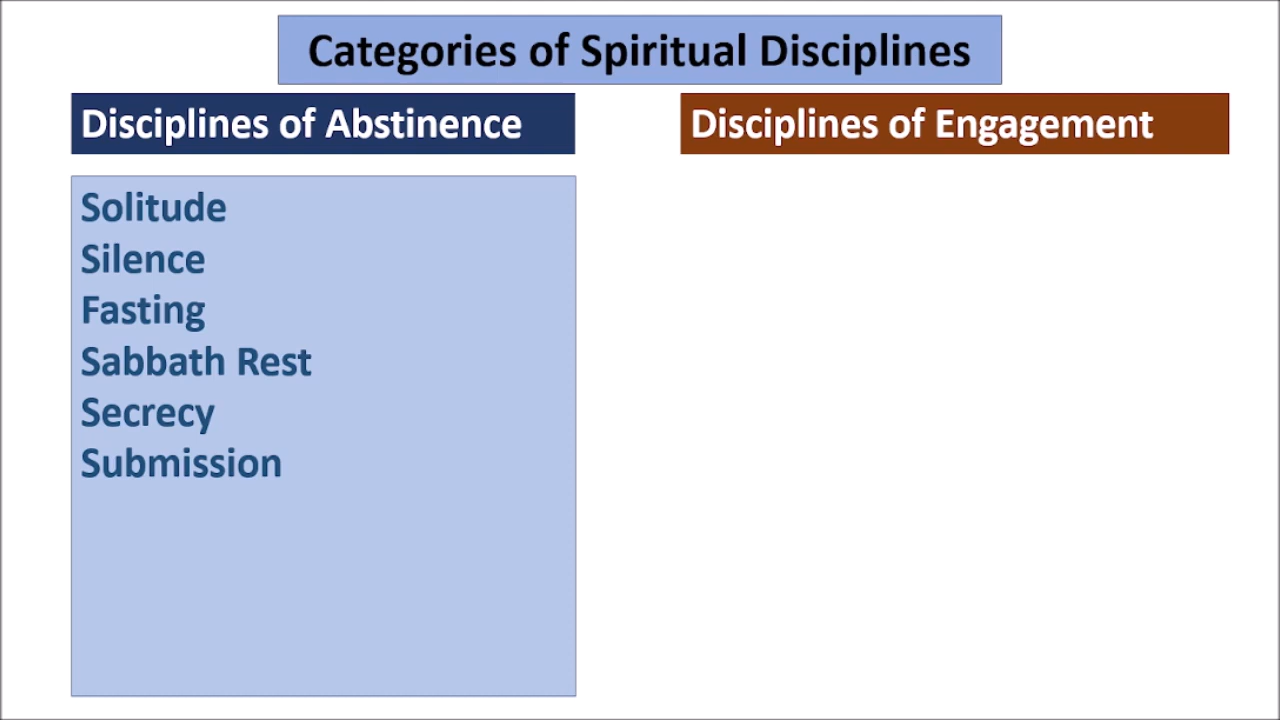 Categories of Spiritual Disciplines
Disciplines of Abstinence
Disciplines of Engagement
Solitude
Silence
Fasting
Sabbath Rest
Secrecy
Submission